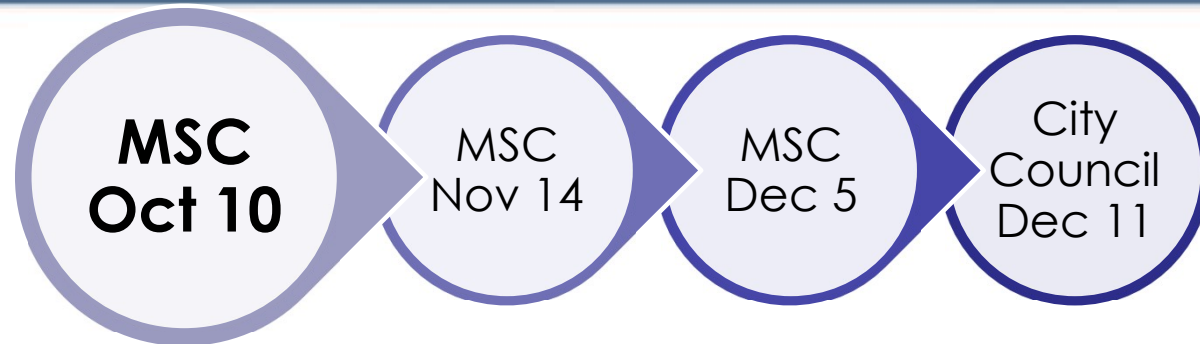 MSC
Oct 10
MSC
Nov 14
MSC
Dec 5
City
Council
Dec 11